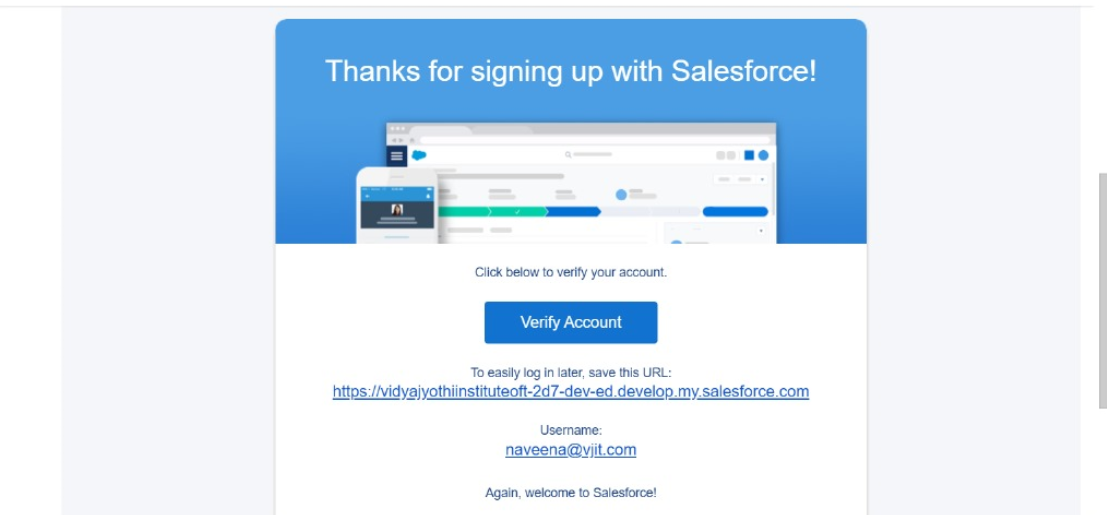 Thanks for signing up with Salesforce!
Click below to verify your account.
Verify Account
To easily log in later, save this URL:
https://vidyajyothiinstituteoft-2d7-dev-ed.develop.my.salesforce.com
Username:
naveena@vjit.com
Again, welcome to Salesforce!